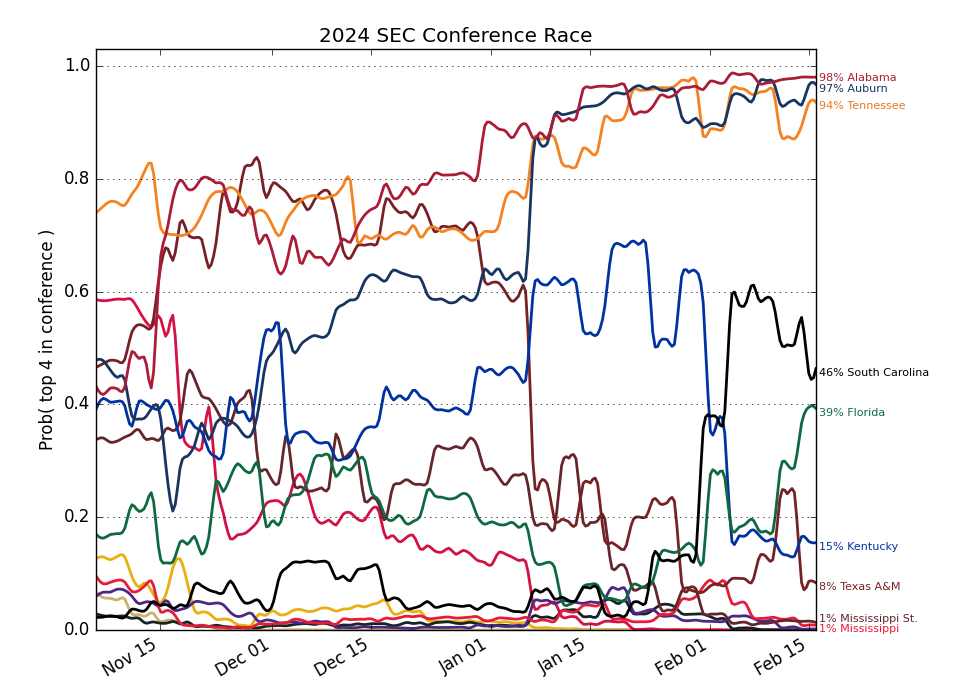 2024 SEC Conference Race
1.0
0.8
0.6
0.4
0.2
0.0
Prob( top 4 in conference )
98% Alabama
97% Auburn
94% Tennessee
46% South Carolina
39% Florida
15% Kentucky
8% Texas A&M
1% Mississippi St.
1% Mississippi
Nov 15
Dec 01
Dec 15
Jan 01
Jan 15
Feb 01
Feb 15